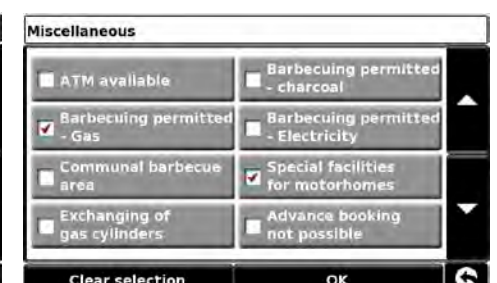 Miscellaneous
ATM available
Barbecuing permitted
- charcoal
Barbecuing permitted
- Gas
Barbecuing permitted
- Electricity
Communal barbecue
area
Special facilities
for motorhomes
Exchanging of
gas cylinders
Advance booking
not possible
Clear selection
OK